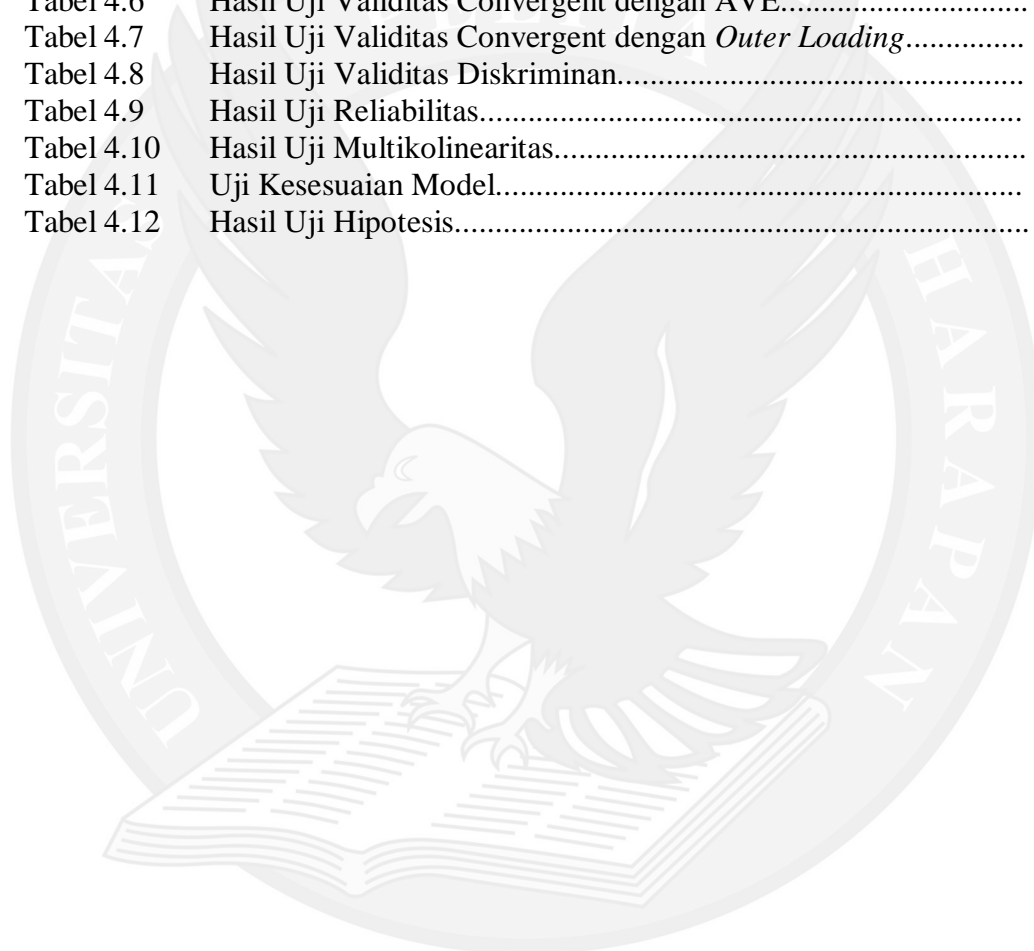 Tabel 4.6 Hasil Uji Validitas Convergent dengan AVE..............................
Tabel 4.7 Hasil Uji Validitas Convergent dengan Outer Loading...............
Tabel 4.8 Hasil Uji Validitas Diskriminan..................................................
Tabel 4.9 Hasil Uji Reliabilitas...................................................................
Tabel 4.10 Hasil Uji Multikolinearitas..........................................................
Tabel 4.11 Uji Kesesuaian Model.................................................................
Tabel 4.12 Hasil Uji Hipotesis.......................................................................
UNIVERSITAS
HARAPAN